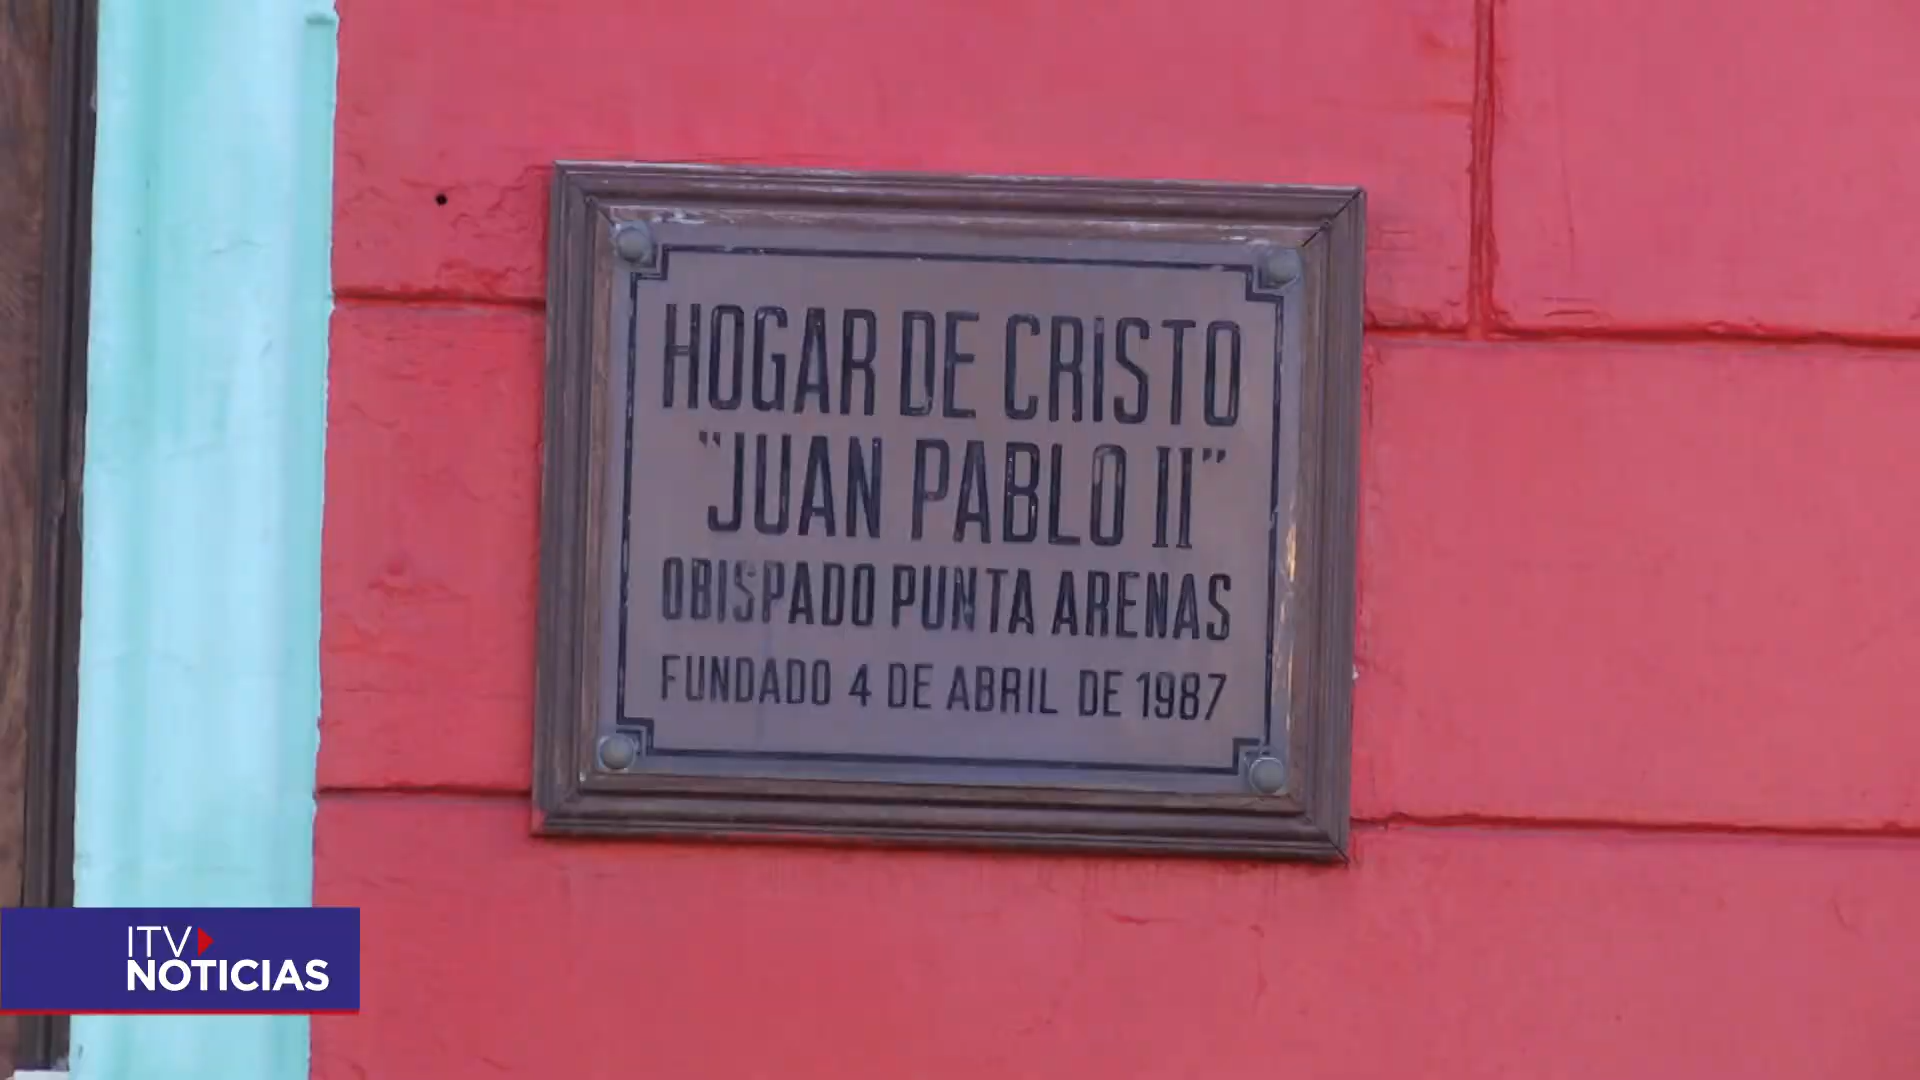 HOGAR DE CRISTO
"JUAN PABLO II"
OBISPADO PUNTA ARENAS
FUNDADO 4 DE ABRIL DE 1987
ITV
NOTICIAS